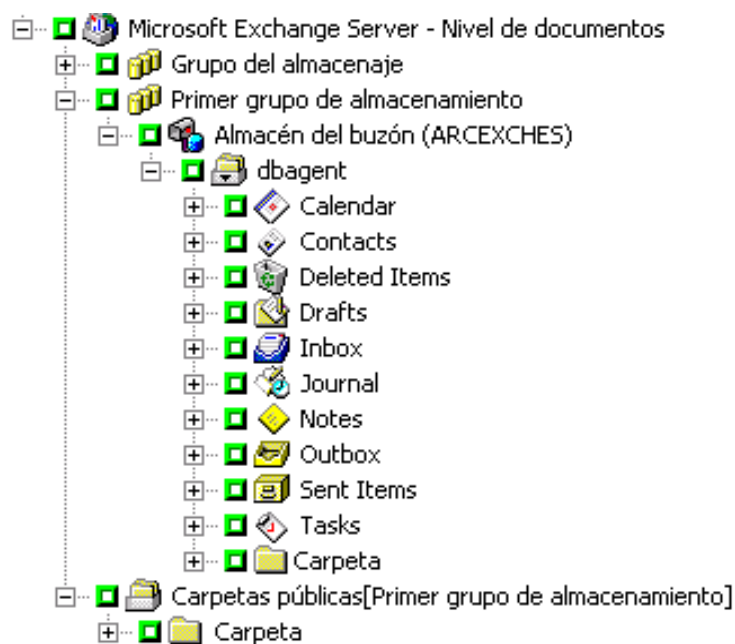 Microsoft Exchange Server - Nivel de documentos
Grupo del almacenaje
Primer grupo de almacenamiento
Almacén del buzón (ARCEXCHES)
dbagent
Calendar
Contacts
Deleted Items
Drafts
Inbox
Journal
Notes
Outbox
Sent Items
Tasks
Carpeta
Carpetas públicas[Primer grupo de almacenamiento]
Carpeta